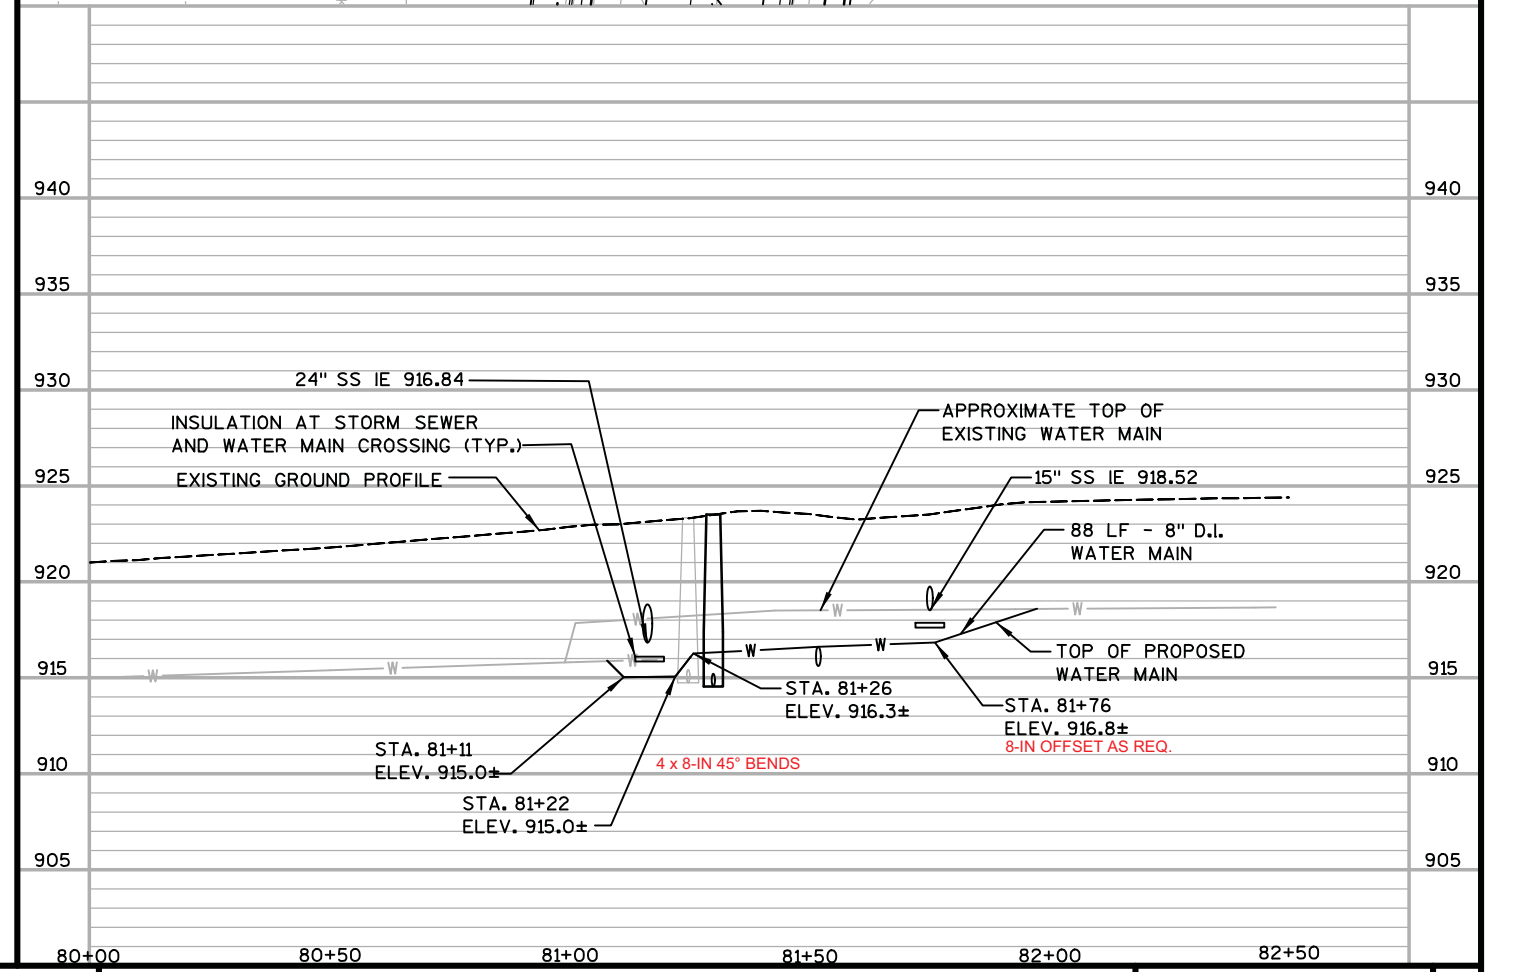 940 940
935 935
930 930
24" SS IE 916.84
INSULATION AT STORM SEWER
AND WATER MAIN CROSSING (TYP.)
APPROXIMATE TOP OF
EXISTING WATER MAIN
925 925
EXISTING GROUND PROFILE
15" SS IE 918.52
88 LF - 8" D.I.
WATER MAIN
920 920
W W W
W W
TOP OF PROPOSED
WATER MAIN
915 915
W W W
STA. 81+26
ELEV. 916.3±
STA. 81+76
ELEV. 916.8±
8-IN OFFSET AS REQ.
STA. 81+11
ELEV. 915.0±
4 x 8-IN 45° BENDS
910 910
STA. 81+22
ELEV. 915.0±
905 905
80+00 80+50 81+00 81+50 82+00 82+50